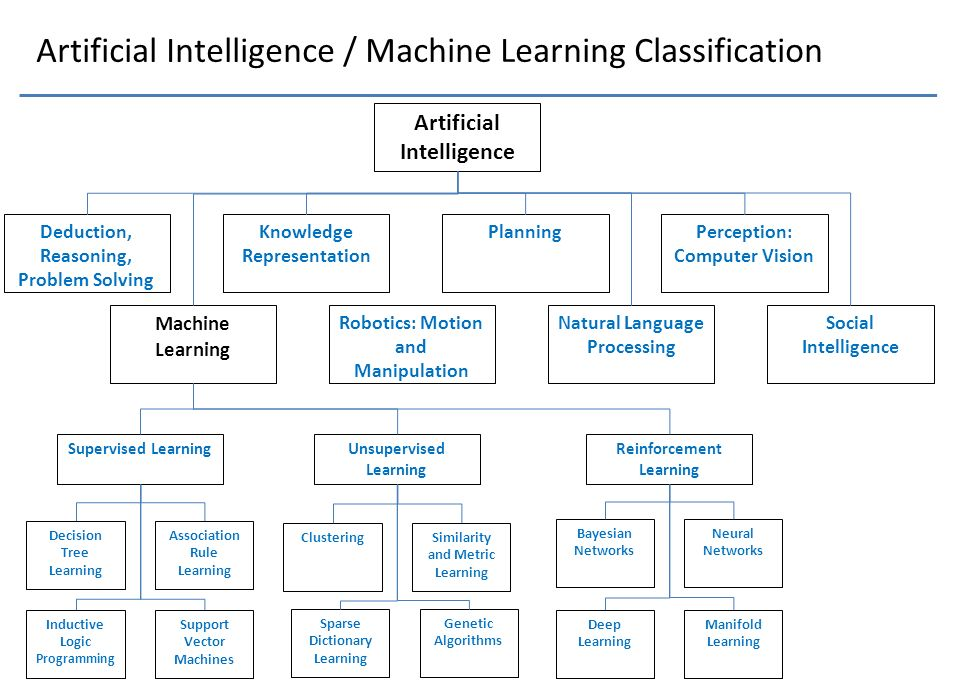 Artificial Intelligence / Machine Learning Classification
Artificial
Intelligence
Deduction,
Reasoning,
Problem Solving
Knowledge
Representation
Planning
Perception:
Computer Vision
Machine
Learning
Robotics: Motion
and
Manipulation
Natural Language
Processing
Social
Intelligence
Supervised Learning
Unsupervised
Learning
Reinforcement
Learning
Decision
Tree
Learning
Association
Rule
Learning
Clustering
Similarity
and Metric
Learning
Bayesian
Networks
Neural
Networks
Inductive
Logic
Programming
Support
Vector
Machines
Sparse
Dictionary
Learning
Genetic
Algorithms
Deep
Learning
Manifold
Learning